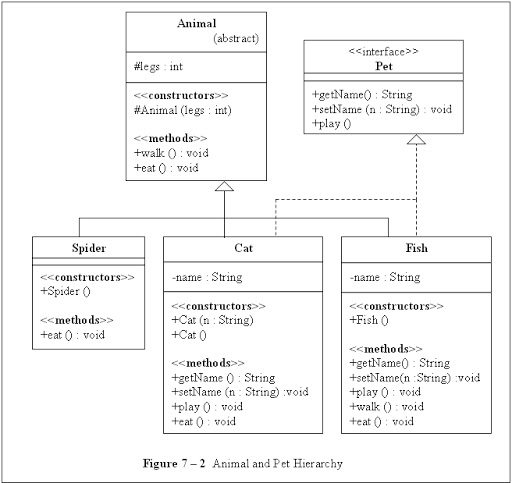 Animal
(abstract)
#legs : int
<<constructors>>
#Animal (legs : int)
<<methods>>
+walk () : void
+eat () : void
<<interface>>
Pet
+getName() : String
+setName (n : String) : void
+play ()
Spider
<<constructors>>
+Spider ()
<<methods>>
+eat () : void
Cat
-name : String
<<constructors>>
+Cat (n : String)
+Cat ()
<<methods>>
+getName () : String
+setName (n : String) :void
+play () : void
+eat () : void
Fish
-name : String
<<constructors>>
+Fish ()
<<methods>>
+getName() : String
+setName(n :String) :void
+play () : void
+walk () : void
+eat () : void
Figure 7 – 2 Animal and Pet Hierarchy